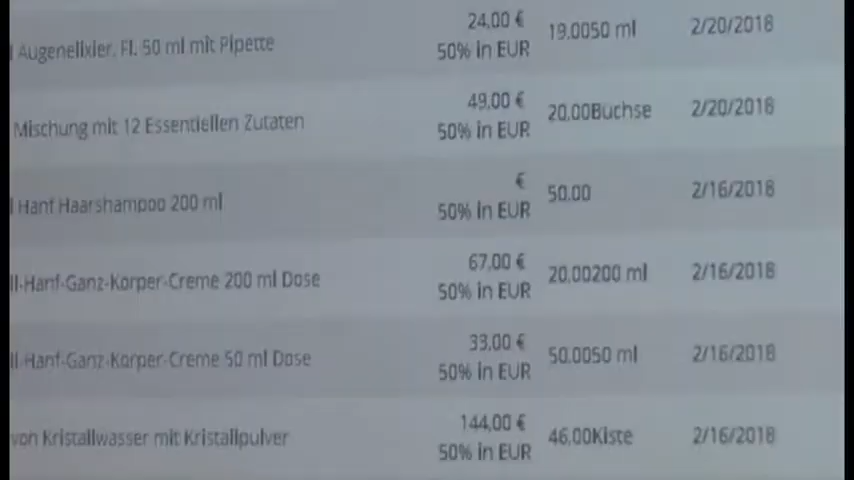 24,00 €
l Augenelixier, Fl. 50 ml mit Pipette 19.0050 ml 2/20/2018
50% in EUR
49,00 €
Mischung mit 12 Essentiellen Zutaten 20.00Büchse 2/20/2018
50% in EUR
€
l Hanf Haarshampoo 200 ml 50.00 2/16/2018
50% in EUR
67,00 €
ll-Hanf-Ganz-Körper-Creme 200 ml Dose 20.00200 ml 2/16/2018
50% in EUR
33,00 €
ll-Hanf-Ganz-Körper-Creme 50 ml Dose 50.0050 ml 2/16/2018
50% in EUR
144,00 €
von Kristallwasser mit Kristallpulver 46.00Kiste 2/16/2018
50% in EUR